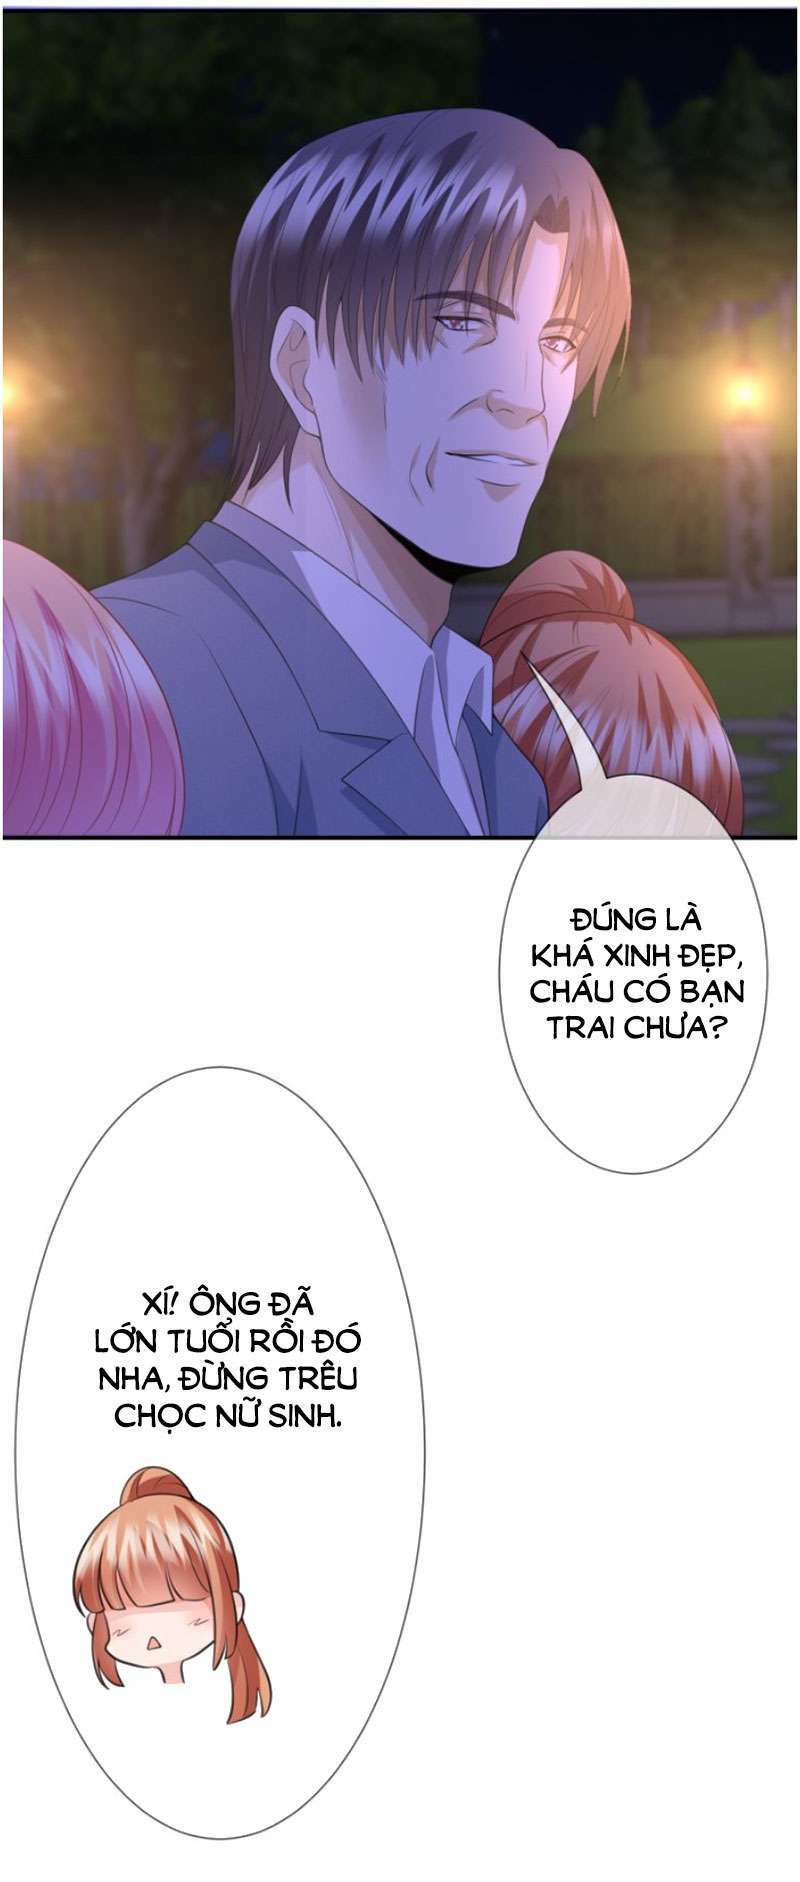 ĐÚNG LÀ
KHÁ XINH ĐẸP,
CHÁU CÓ BẠN
TRAI CHƯA?
XÍ! ÔNG ĐÃ
LỚN TUỔI RỒI ĐÓ
NHA, ĐỪNG TRÊU
CHỌC NỮ SINH.